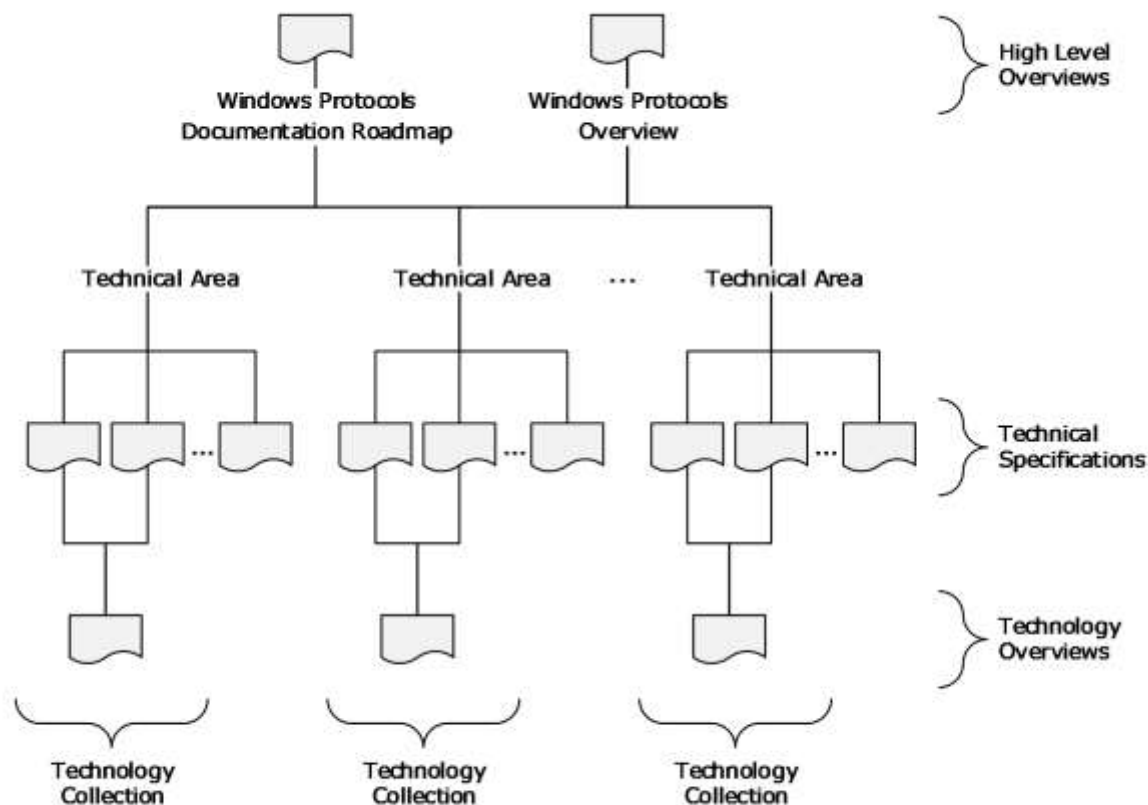 High Level
Overviews
Windows Protocols
Documentation Roadmap
Windows Protocols
Overview
Technical Area
Technical Area
...
Technical Area
...
...
...
Technical
Specifications
Technology
Overviews
Technology
Collection
Technology
Collection
Technology
Collection